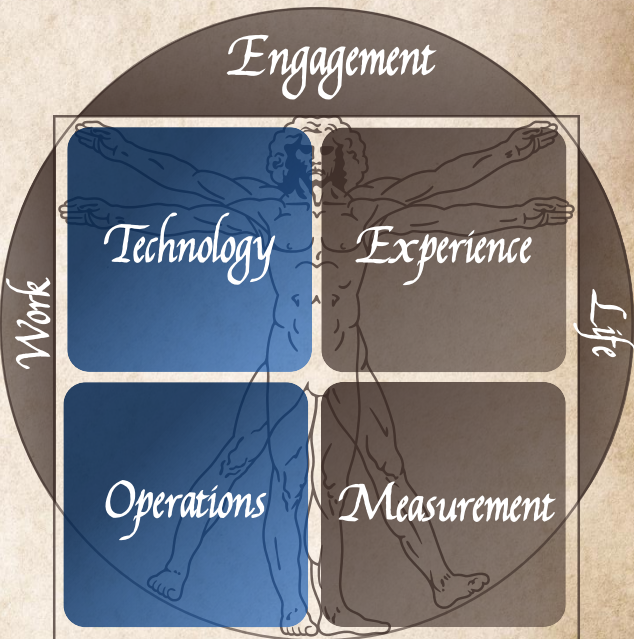 Engagement
Technology
Experience
Work
Life
Operations
Measurement